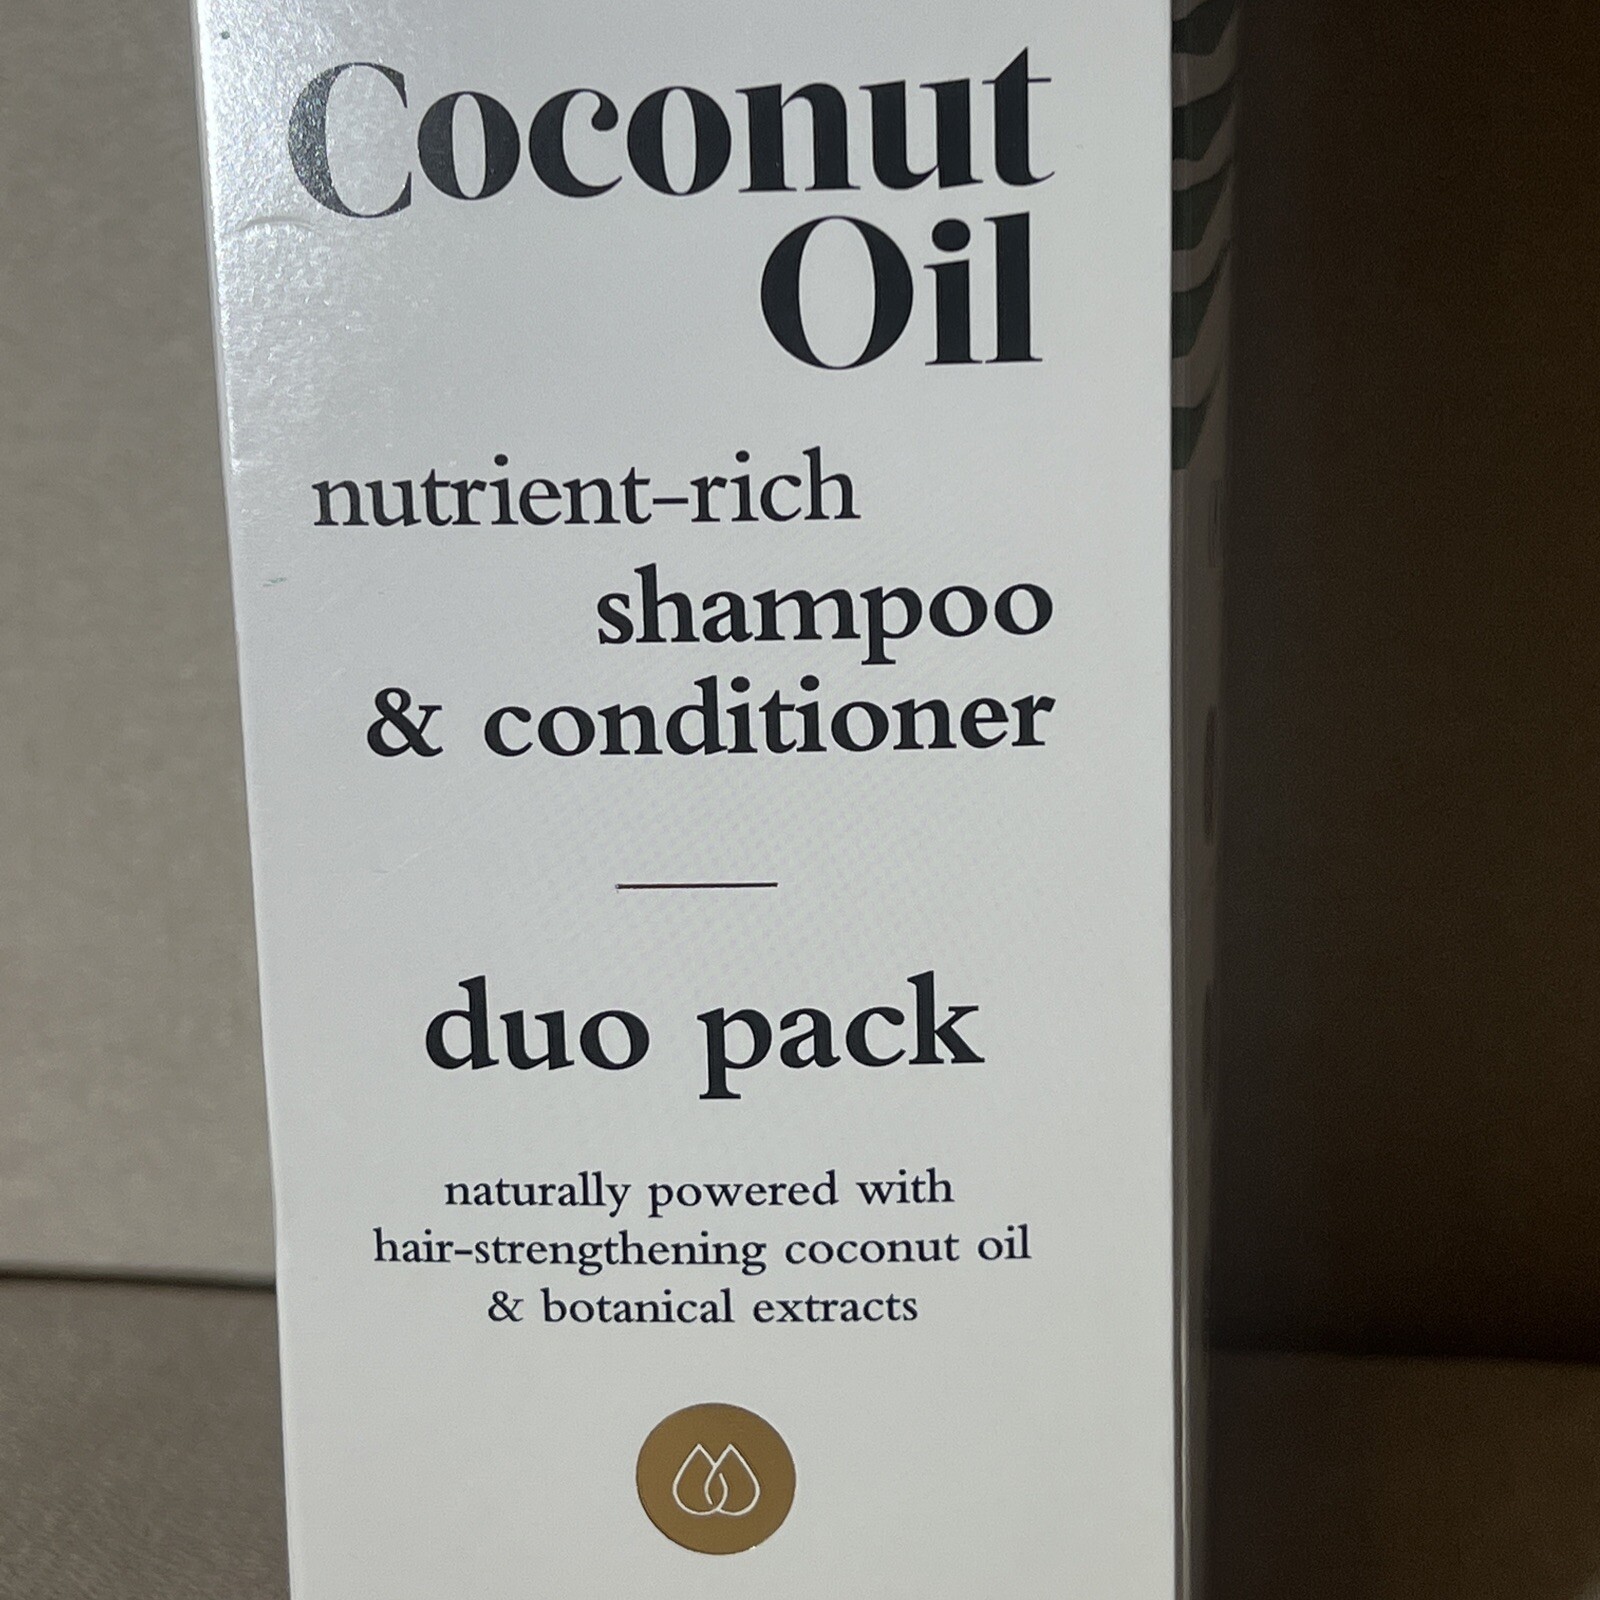 Coconut
Oil
nutrient-rich
shampoo
& conditioner
duo pack
naturally powered with
hair-strengthening coconut oil
& botanical extracts